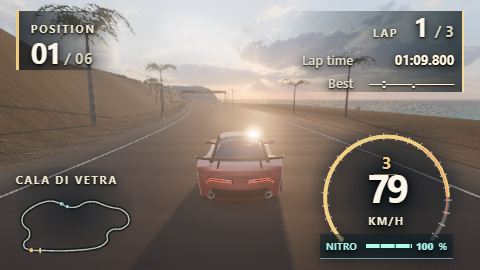 POSITION
01 / 06
LAP 1 / 3
Lap time 01:09.800
Best --:--.---
CALA DI VETRA
3
79
KM/H
NITRO 100 %